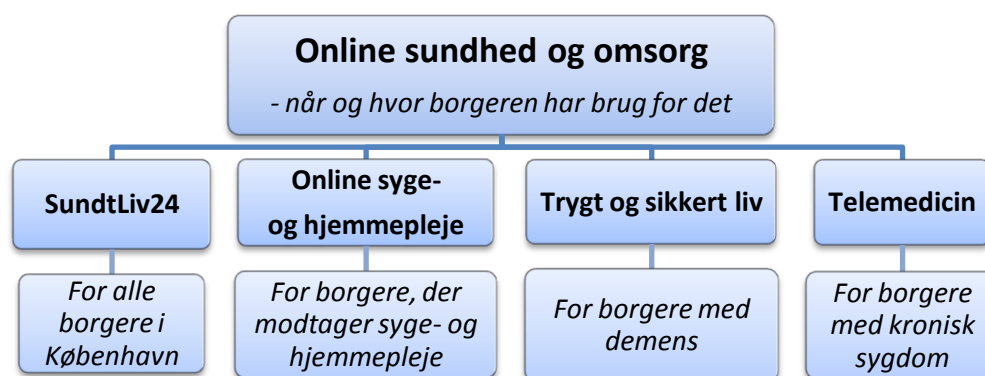 Online sundhed og omsorg
- når og hvor borgeren har brug for det
SundtLiv24
Online syge-
og hjemmepleje
Trygt og sikkert liv
Telemedicin
For alle
borgere i
København
For borgere, der
modtager syge- og
hjemmepleje
For borgere med
demens
For borgere
med kronisk
sygdom